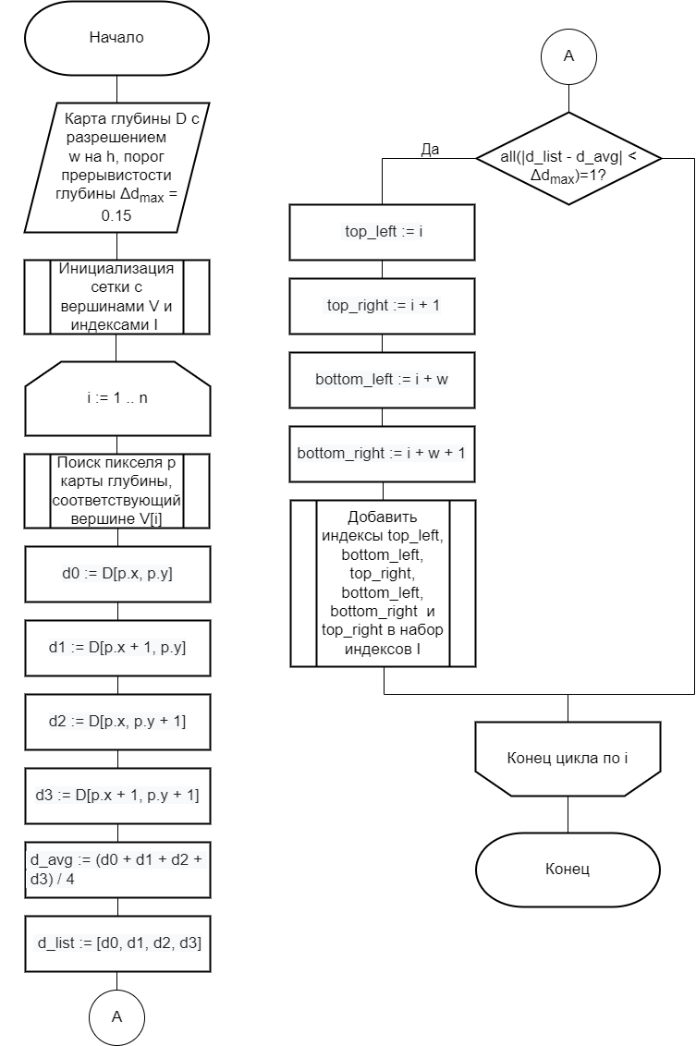 Начало
Карта глубины D с
разрешением
w на h, порог
прерывистости
глубины Δdmax =
0.15
Инициализация
сетки с
вершинами V и
индексами I
i := 1 .. n
Поиск пикселя p
карты глубины,
соответствующий
вершине V[i]
d0 := D[p.x, p.y]
d1 := D[p.x + 1, p.y]
d2 := D[p.x, p.y + 1]
d3 := D[p.x + 1, p.y + 1]
d_avg := (d0 + d1 + d2 +
d3) / 4
d_list := [d0, d1, d2, d3]
A
A
all(|d_list - d_avg| <
Δdmax)=1?
Да
top_left := i
top_right := i + 1
bottom_left := i + w
bottom_right := i + w + 1
Добавить
индексы top_left,
bottom_left,
top_right,
bottom_left,
bottom_right и
top_right в набор
индексов I
Конец цикла по i
Конец